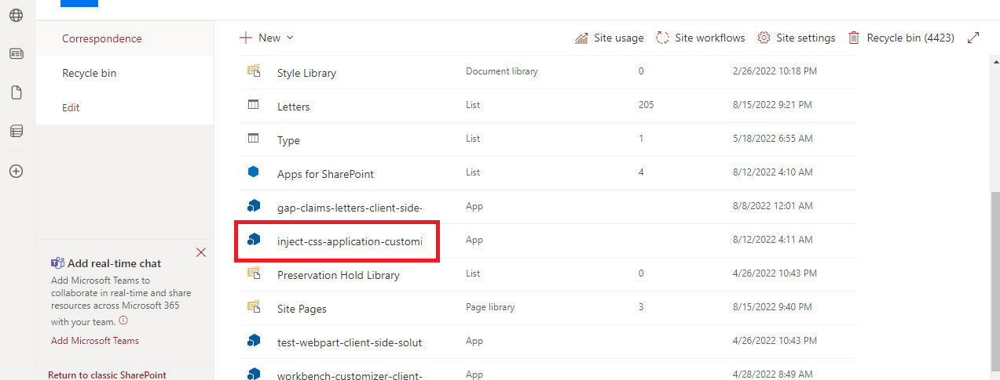 Correspondence
Recycle bin
Edit
New
Site usage
Site workflows
Site settings
Recycle bin (4423)
Style Library Document library 0 2/26/2022 10:18 PM
Letters List 205 8/15/2022 9:21 PM
Type List 1 5/18/2022 6:55 AM
Apps for SharePoint List 4 8/12/2022 4:10 AM
gap-claims-letters-client-side- App 8/8/2022 12:01 AM
inject-css-application-customi App 8/12/2022 4:11 AM
Preservation Hold Library List 0 4/26/2022 10:43 PM
Site Pages Page library 3 8/15/2022 9:40 PM
test-webpart-client-side-solut App 4/26/2022 10:43 PM
workbench-customizer-client- App 4/28/2022 8:49 AM
Add real-time chat
Add Microsoft Teams to
collaborate in real-time and share
resources across Microsoft 365
with your team.
Add Microsoft Teams
Return to classic SharePoint